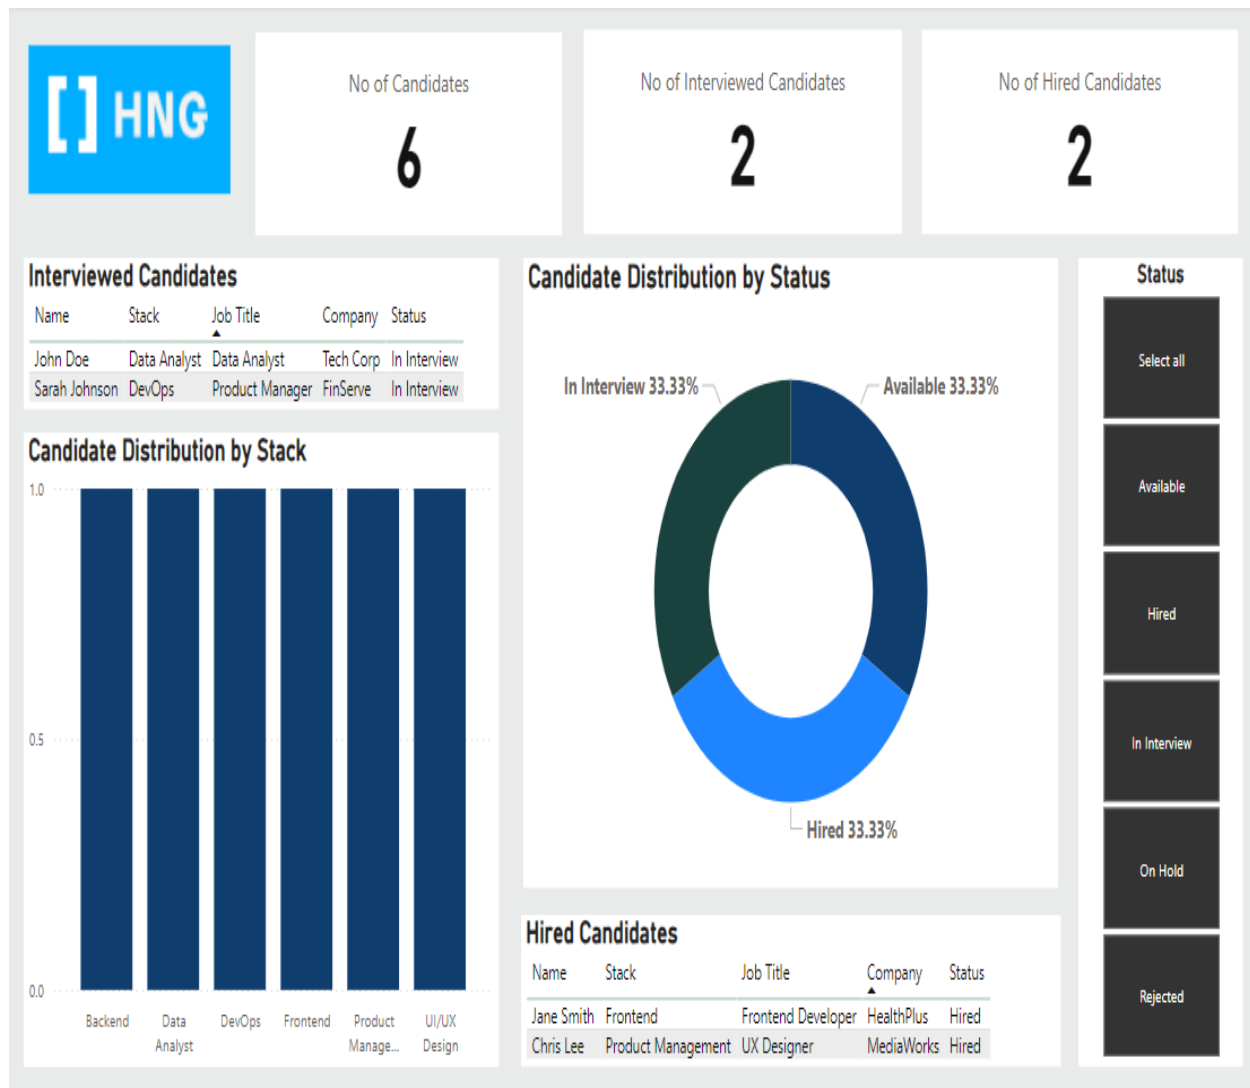 [ ] HNG
No of Candidates
6
No of Interviewed Candidates
2
No of Hired Candidates
2
Interviewed Candidates
Name Stack Job Title Company Status
John Doe Data Analyst Data Analyst Tech Corp In Interview
Sarah Johnson DevOps Product Manager FinServe In Interview
Candidate Distribution by Stack
1.0
0.5
0.0
Backend Data DevOps Frontend Product UI/UX
Analyst Manage... Design
Candidate Distribution by Status
In Interview 33.33% Available 33.33%
Hired 33.33%
Hired Candidates
Name Stack Job Title Company Status
Jane Smith Frontend Frontend Developer HealthPlus Hired
Chris Lee Product Management UX Designer MediaWorks Hired
Status
Select all
Available
Hired
In Interview
On Hold
Rejected